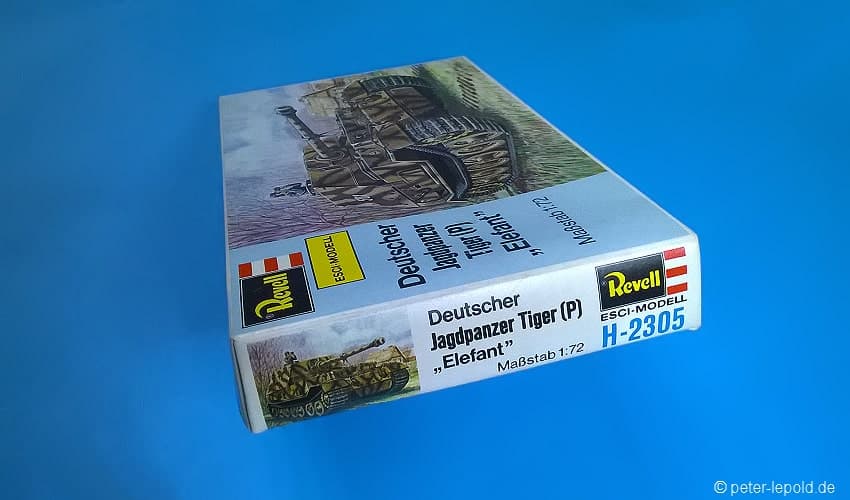 Revell
ESCI-MODELL
Deutscher
Jagdpanzer
Tiger (P)
„Elefant”
Maßstab 1:72
Deutscher
Jagdpanzer Tiger (P)
„Elefant”
Maßstab 1:72
Revell
ESCI-MODELL
H-2305
© peter-lepold.de